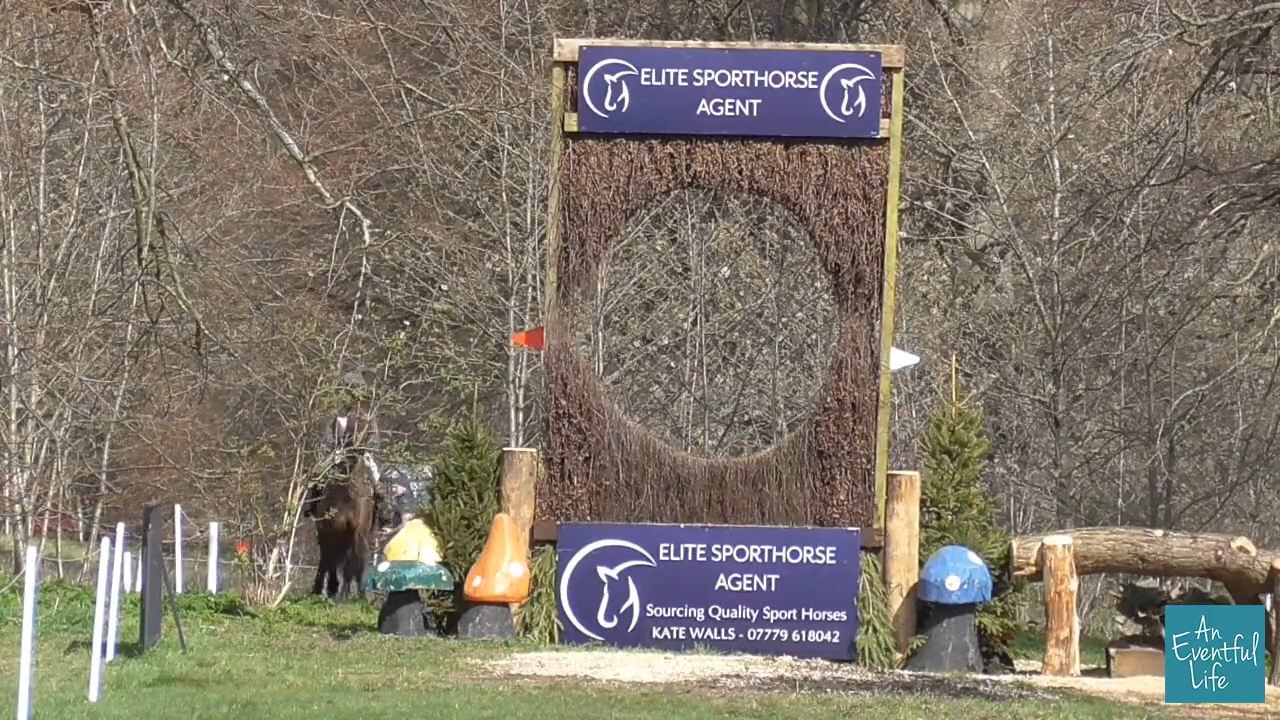 ELITE SPORTHORSE
AGENT
ELITE SPORTHORSE
AGENT
Sourcing Quality Sport Horses
KATE WALLS - 07779 618042
An
Eventful
Life